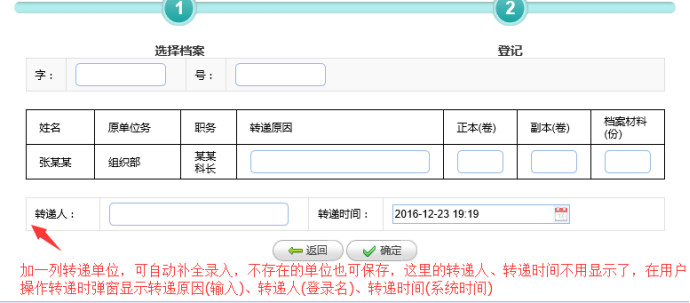 1 2
选择档案 登记
字： 号：
姓名 原单位务 职务 转递原因 正本(卷) 副本(卷) 档案材料
(份)
张某某 组织部 某某
科长
转递人： 转递时间： 2016-12-23 19:19
返回 确定
加一列转递单位，可自动补全录入，不存在的单位也可保存，这里的转递人、转递时间不用显示了，在用户
操作转递时弹窗显示转递原因(输入)、转递人(登录名)、转递时间(系统时间)